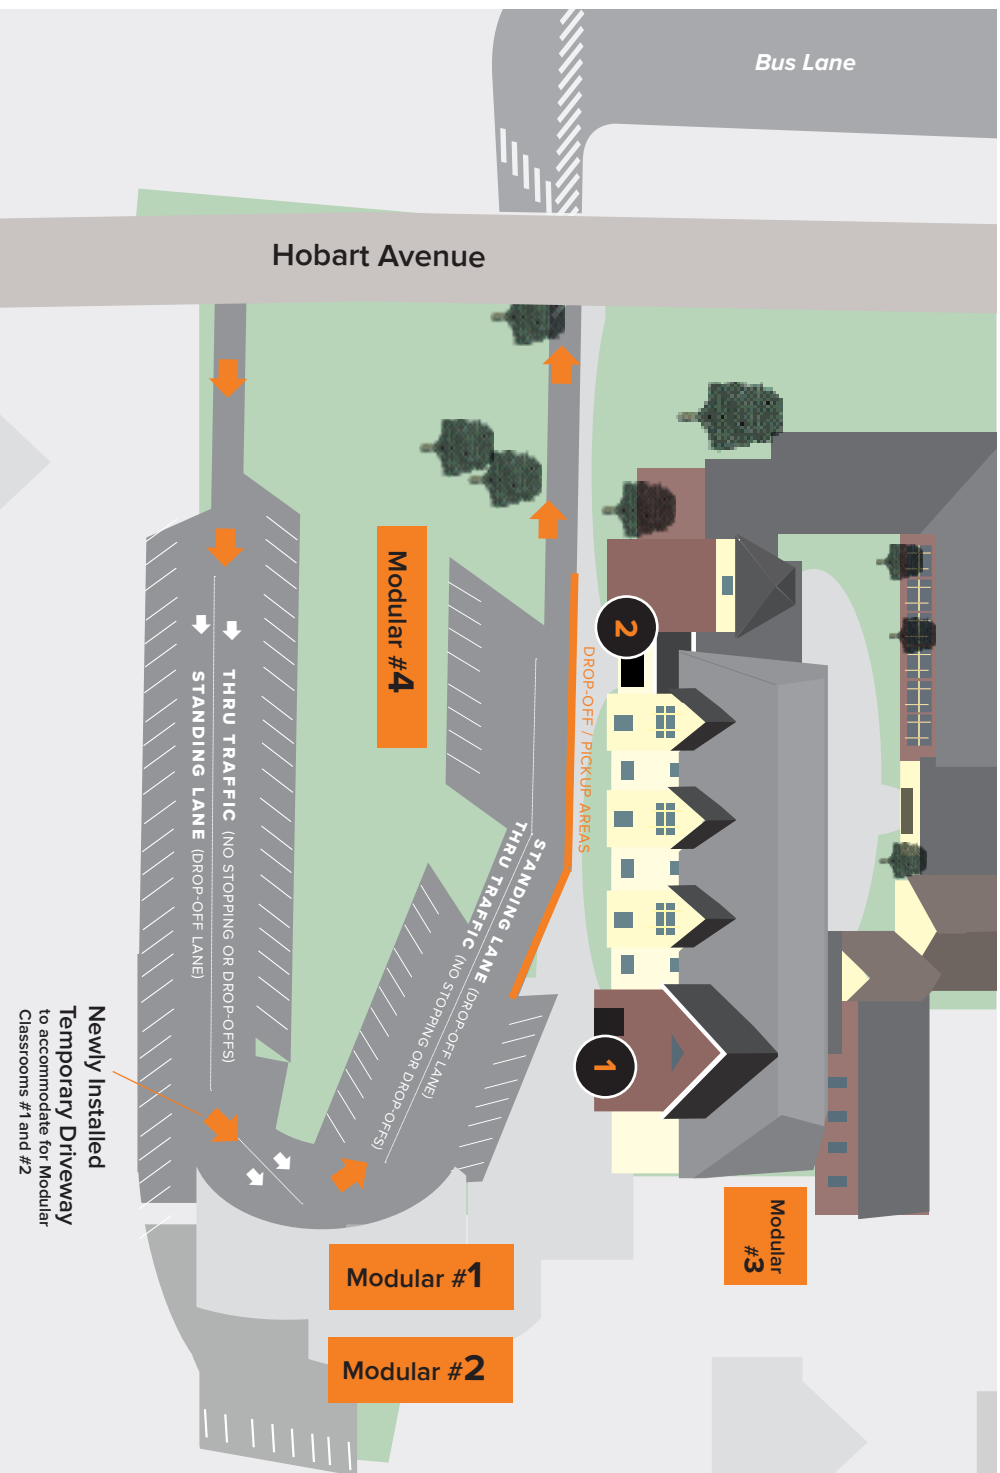 Bus Lane
Hobart Avenue
Modular #4
2
DROP-OFF / PICKUP AREAS
THRU TRAFFIC (NO STOPPING OR DROP-OFFS)
STANDING LANE (DROP-OFF LANE)
STANDING LANE (DROP-OFF LANE)
THRU TRAFFIC (NO STOPPING OR DROP-OFFS)
1
Newly Installed
Temporary Driveway
to accommodate for Modular
Classrooms #1 and #2
Modular
#3
Modular #1
Modular #2